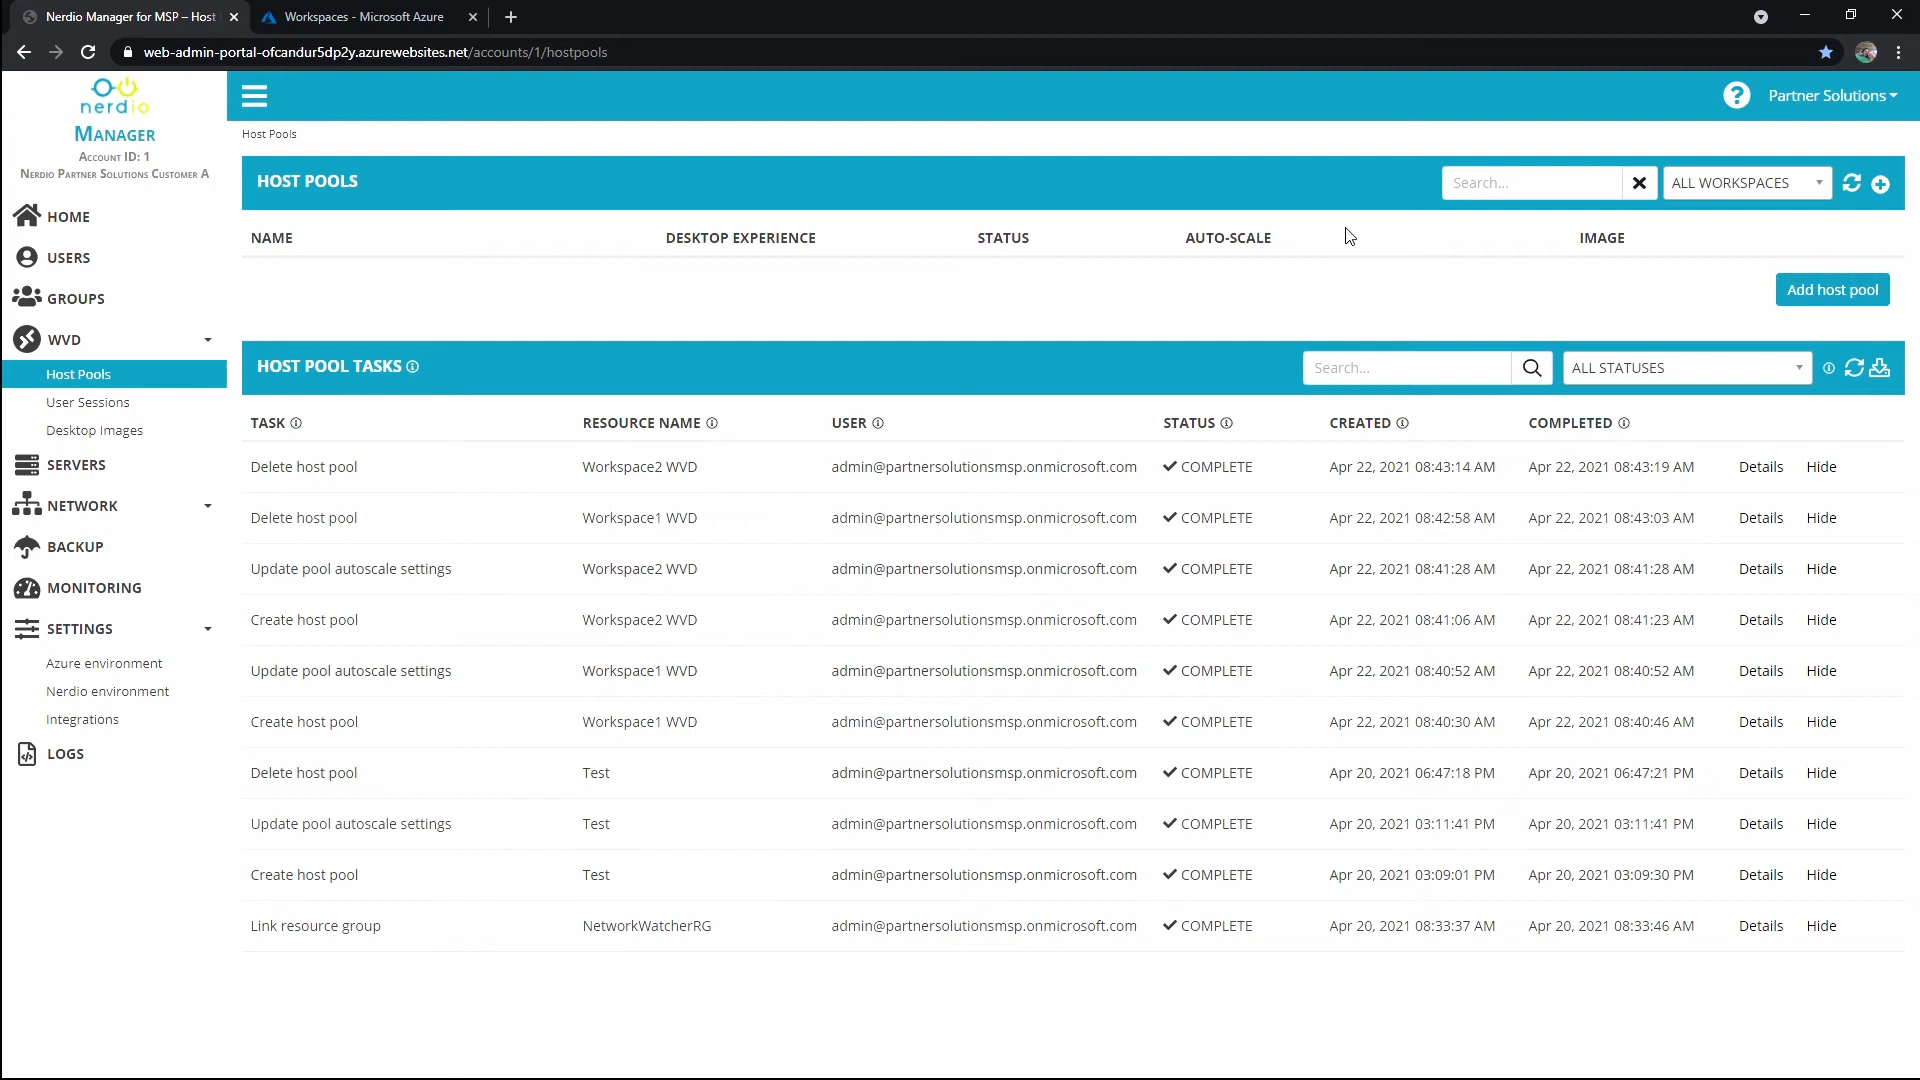 Nerdio Manager for MSP – Host
Workspaces - Microsoft Azure
web-admin-portal-ofcandur5dp2y.azurewebsites.net/accounts/1/hostpools
nerdio
MANAGER
ACCOUNT ID: 1
NERDIO PARTNER SOLUTIONS CUSTOMER A
HOME
USERS
GROUPS
WVD
Host Pools
User Sessions
Desktop Images
SERVERS
NETWORK
BACKUP
MONITORING
SETTINGS
Azure environment
Nerdio environment
Integrations
LOGS
Partner Solutions
Host Pools
HOST POOLS
Search...
ALL WORKSPACES
NAME DESKTOP EXPERIENCE STATUS AUTO-SCALE IMAGE
Add host pool
HOST POOL TASKS
Search...
ALL STATUSES
TASK RESOURCE NAME USER STATUS CREATED COMPLETED
Delete host pool Workspace2 WVD admin@partnersolutionsmsp.onmicrosoft.com COMPLETE Apr 22, 2021 08:43:14 AM Apr 22, 2021 08:43:19 AM Details Hide
Delete host pool Workspace1 WVD admin@partnersolutionsmsp.onmicrosoft.com COMPLETE Apr 22, 2021 08:42:58 AM Apr 22, 2021 08:43:03 AM Details Hide
Update pool autoscale settings Workspace2 WVD admin@partnersolutionsmsp.onmicrosoft.com COMPLETE Apr 22, 2021 08:41:28 AM Apr 22, 2021 08:41:28 AM Details Hide
Create host pool Workspace2 WVD admin@partnersolutionsmsp.onmicrosoft.com COMPLETE Apr 22, 2021 08:41:06 AM Apr 22, 2021 08:41:23 AM Details Hide
Update pool autoscale settings Workspace1 WVD admin@partnersolutionsmsp.onmicrosoft.com COMPLETE Apr 22, 2021 08:40:52 AM Apr 22, 2021 08:40:52 AM Details Hide
Create host pool Workspace1 WVD admin@partnersolutionsmsp.onmicrosoft.com COMPLETE Apr 22, 2021 08:40:30 AM Apr 22, 2021 08:40:46 AM Details Hide
Delete host pool Test admin@partnersolutionsmsp.onmicrosoft.com COMPLETE Apr 20, 2021 06:47:18 PM Apr 20, 2021 06:47:21 PM Details Hide
Update pool autoscale settings Test admin@partnersolutionsmsp.onmicrosoft.com COMPLETE Apr 20, 2021 03:11:41 PM Apr 20, 2021 03:11:41 PM Details Hide
Create host pool Test admin@partnersolutionsmsp.onmicrosoft.com COMPLETE Apr 20, 2021 03:09:01 PM Apr 20, 2021 03:09:30 PM Details Hide
Link resource group NetworkWatcherRG admin@partnersolutionsmsp.onmicrosoft.com COMPLETE Apr 20, 2021 08:33:37 AM Apr 20, 2021 08:33:46 AM Details Hide